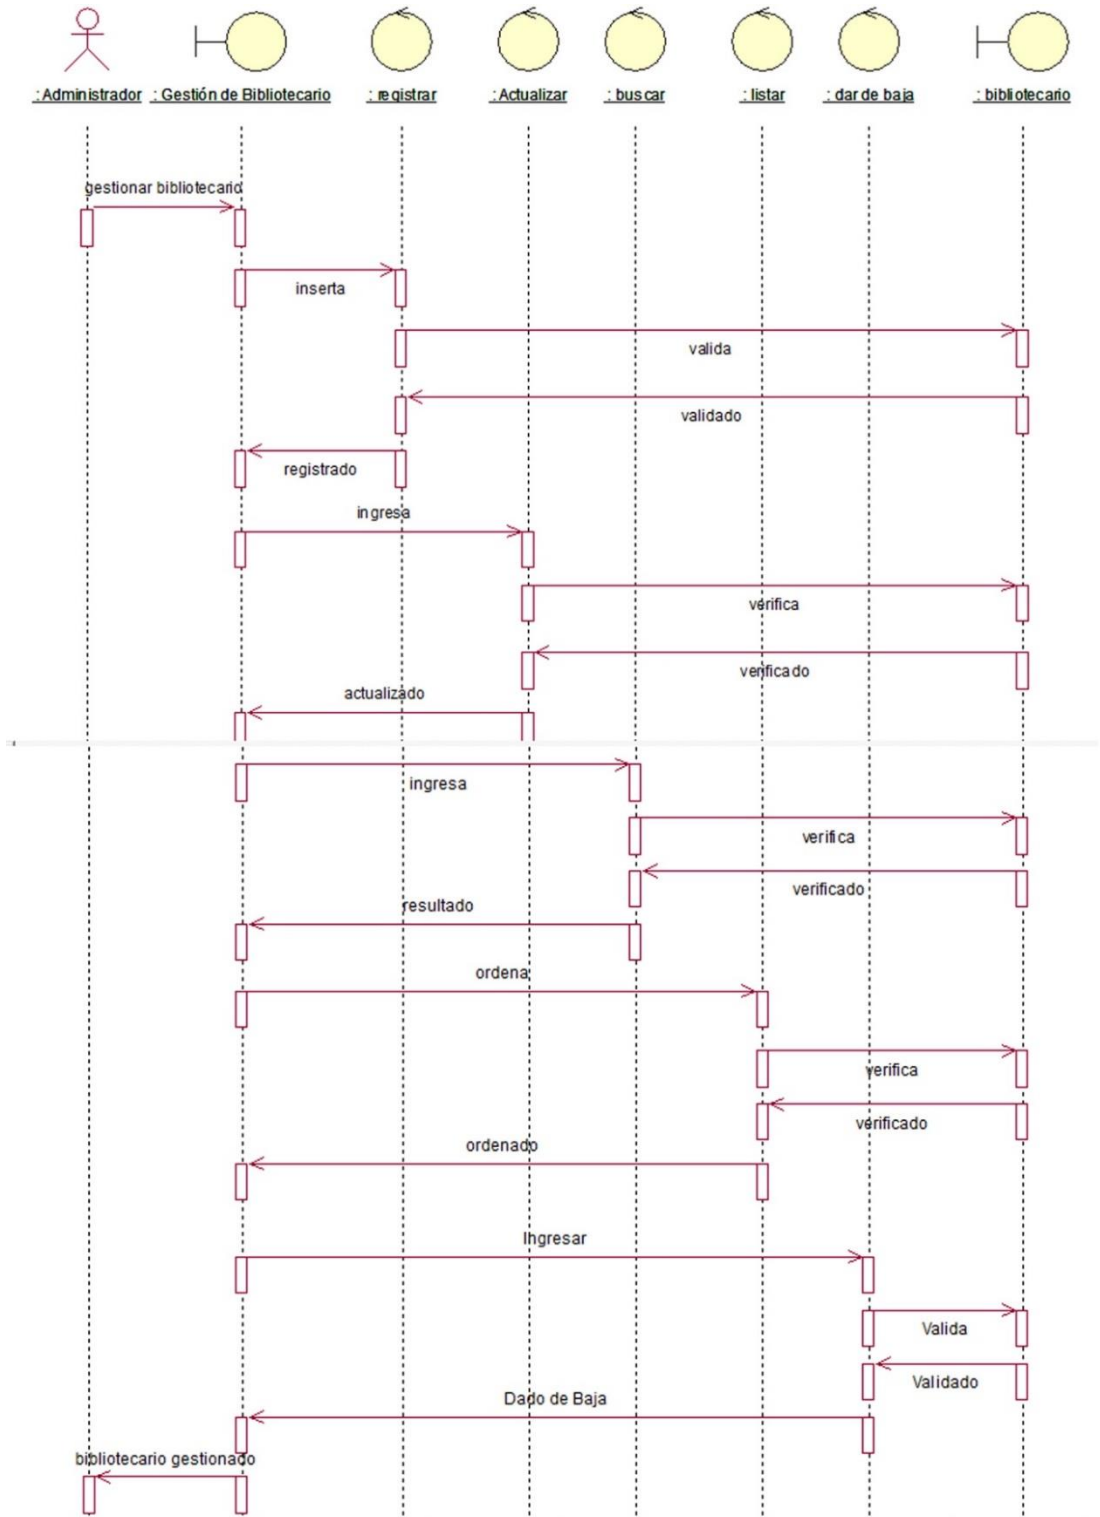 : Administrador
: Gestión de Bibliotecario
: registrar
: Actualizar
: buscar
: listar
: dar de baja
: bibliotecario
gestionar bibliotecario
inserta
valida
validado
registrado
ingresa
verifica
verificado
actualizado
ingresa
verifica
verificado
resultado
ordena
verifica
verificado
ordenado
Ihgresar
Valida
Validado
Dado de Baja
bibliotecario gestionado